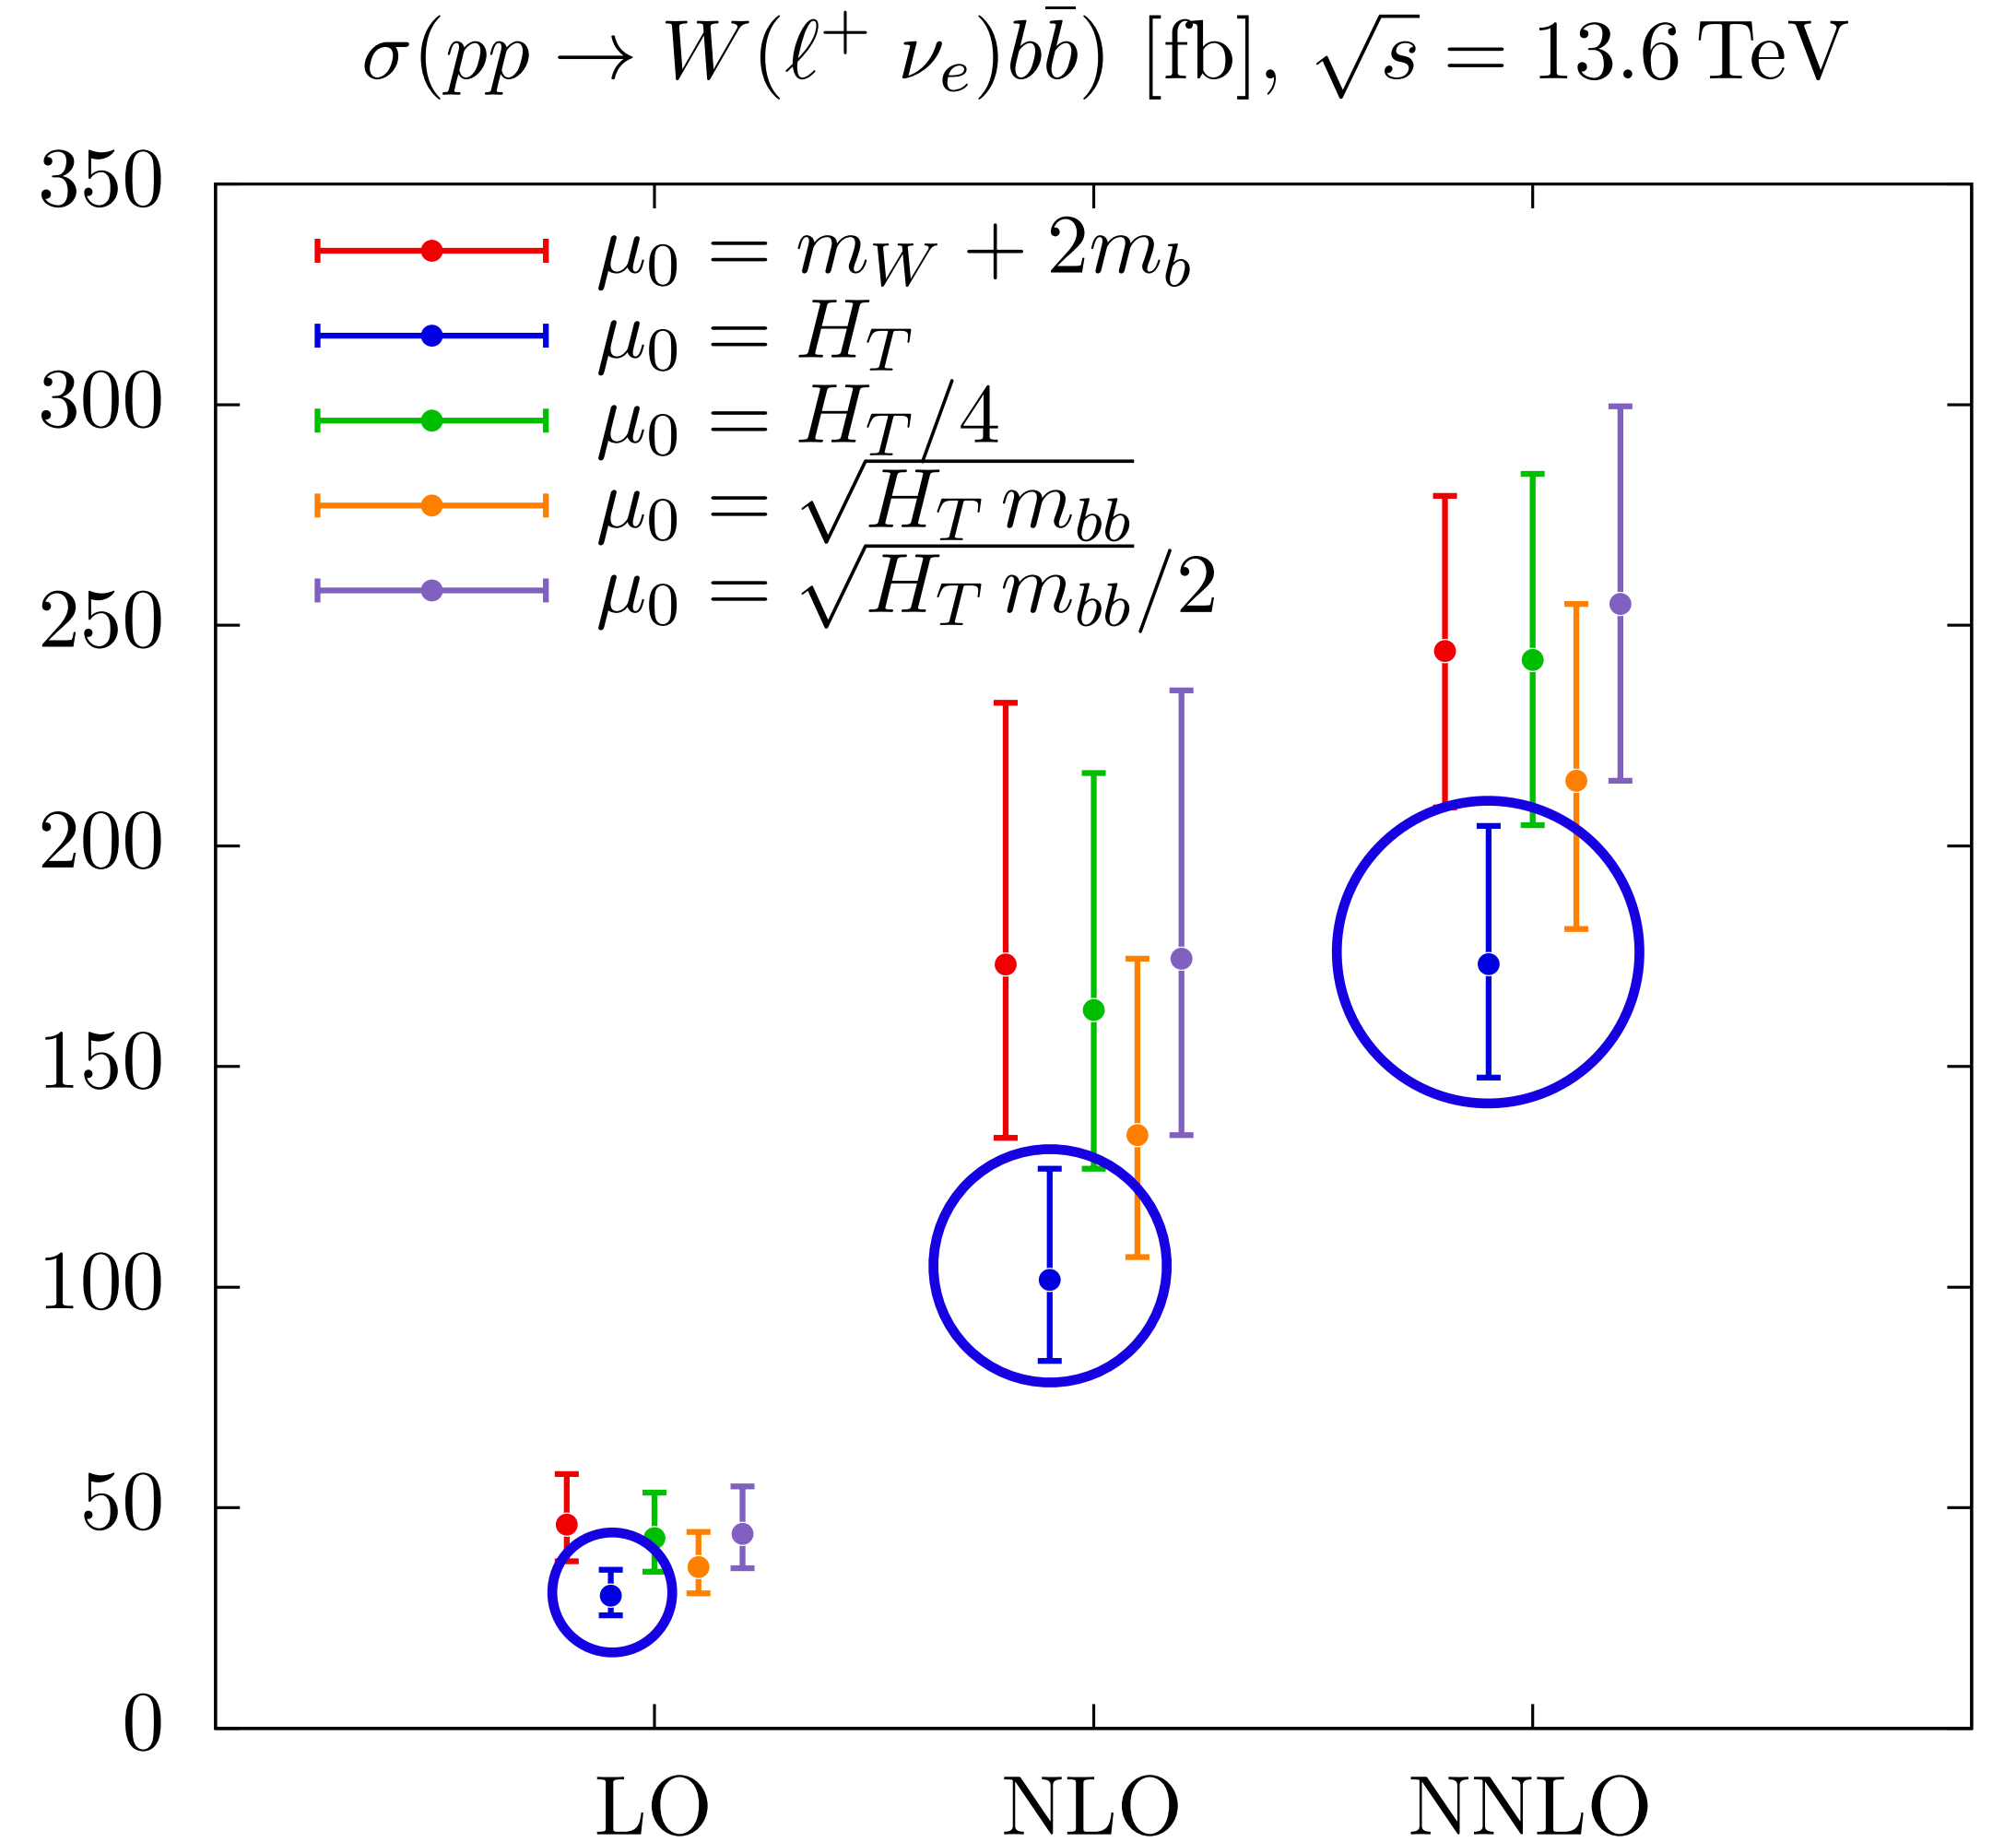 σ(pp → W(ℓ⁺ νₑ)bb̄) [fb], √s = 13.6 TeV
350
μ₀ = m_W + 2m_b
μ₀ = H_T
300
μ₀ = H_T/4
μ₀ = √(H_T m_bb)
250
μ₀ = √(H_T m_bb)/2
200
150
100
50
0
LO NLO NNLO